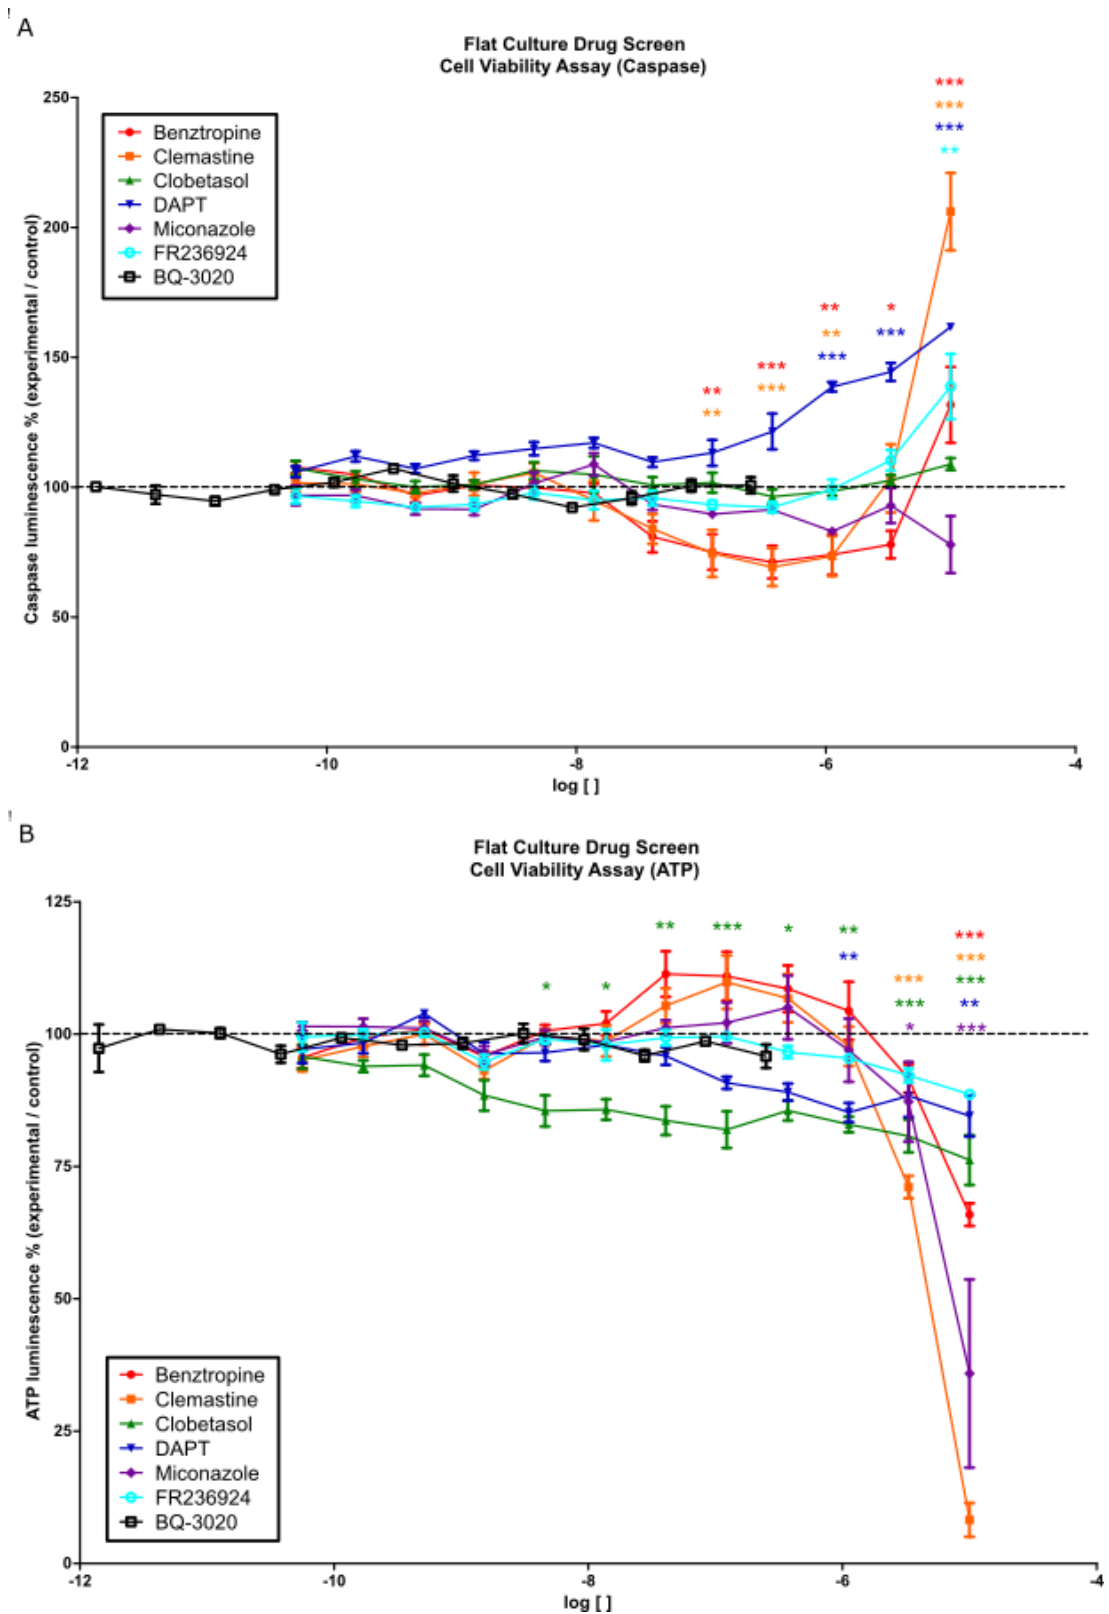 !
A
Flat Culture Drug Screen
Cell Viability Assay (Caspase)
***
***
***
**
250
Benztropine
Clemastine
Clobetasol
DAPT
Miconazole
FR236924
BQ-3020
200
** *
** ***
***
***
***
**
**
150
100
50
0
Caspase luminescence % (experimental / control)
-12 -10 -8 -6 -4
log [ ]
!
B
Flat Culture Drug Screen
Cell Viability Assay (ATP)
125
** *** * **
**
***
***
***
**
***
***
***
*
* *
100
75
50
25
0
ATP luminescence % (experimental / control)
Benztropine
Clemastine
Clobetasol
DAPT
Miconazole
FR236924
BQ-3020
-12 -10 -8 -6 -4
log [ ]